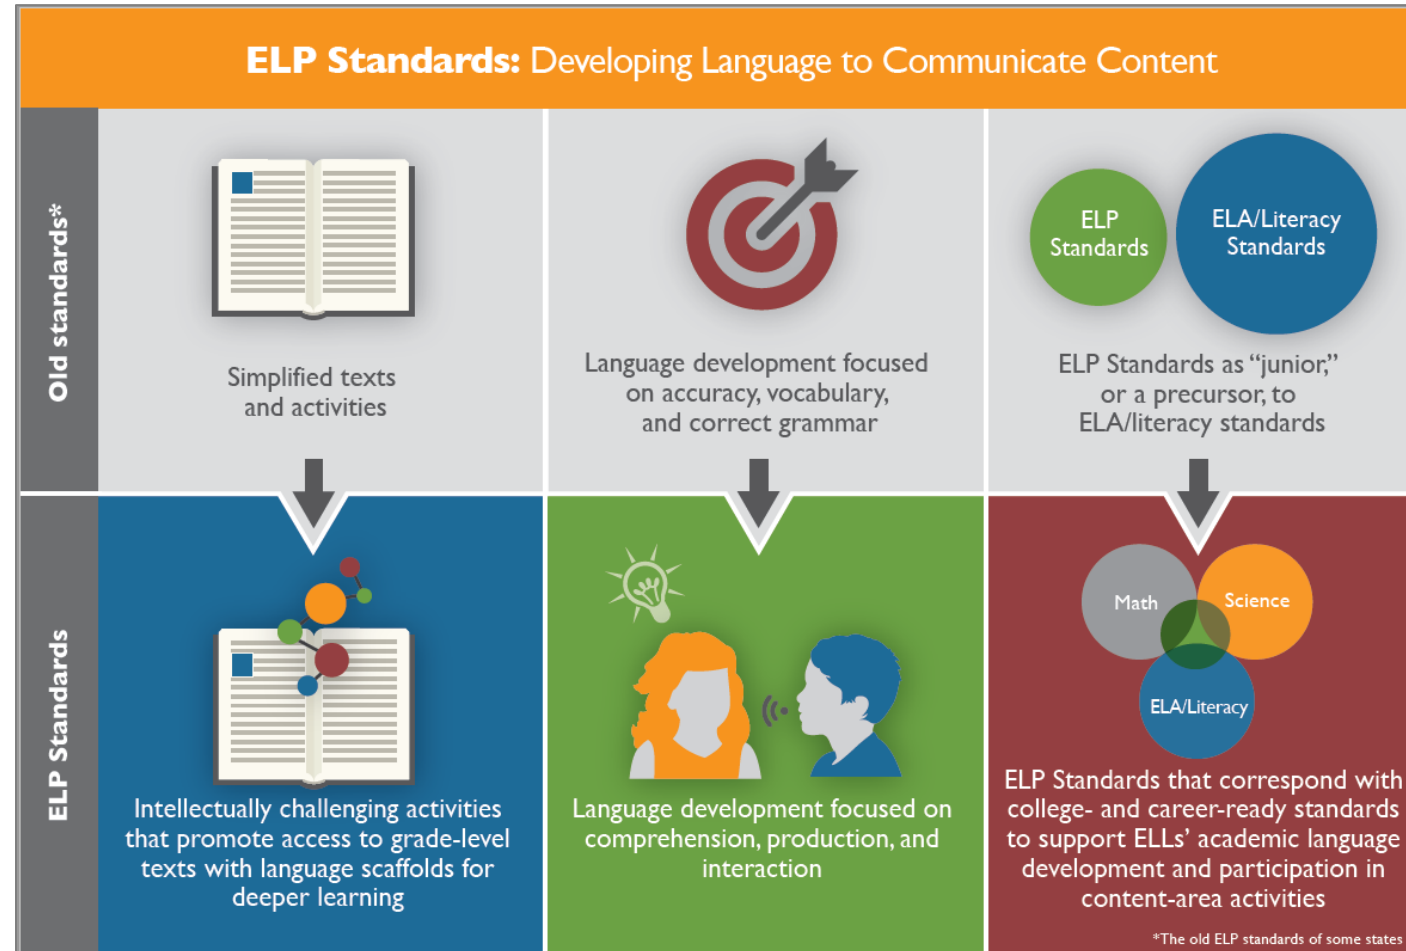 ELP Standards: Developing Language to Communicate Content
Old standards*
Simplified texts
and activities
Language development focused
on accuracy, vocabulary,
and correct grammar
ELP
Standards
ELA/Literacy
Standards
ELP Standards as “junior,”
or a precursor, to
ELA/literacy standards
ELP Standards
Intellectually challenging activities
that promote access to grade-level
texts with language scaffolds for
deeper learning
Language development focused on
comprehension, production, and
interaction
Math
Science
ELA/Literacy
ELP Standards that correspond with
college- and career-ready standards
to support ELLs’ academic language
development and participation in
content-area activities
*The old ELP standards of some states